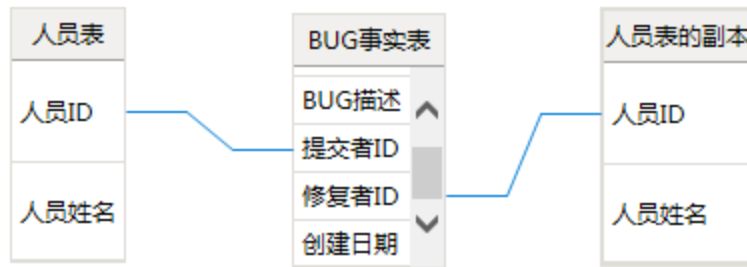 人员表
人员ID
人员姓名
BUG事实表
BUG描述
提交者ID
修复者ID
创建日期
人员表的副本
人员ID
人员姓名